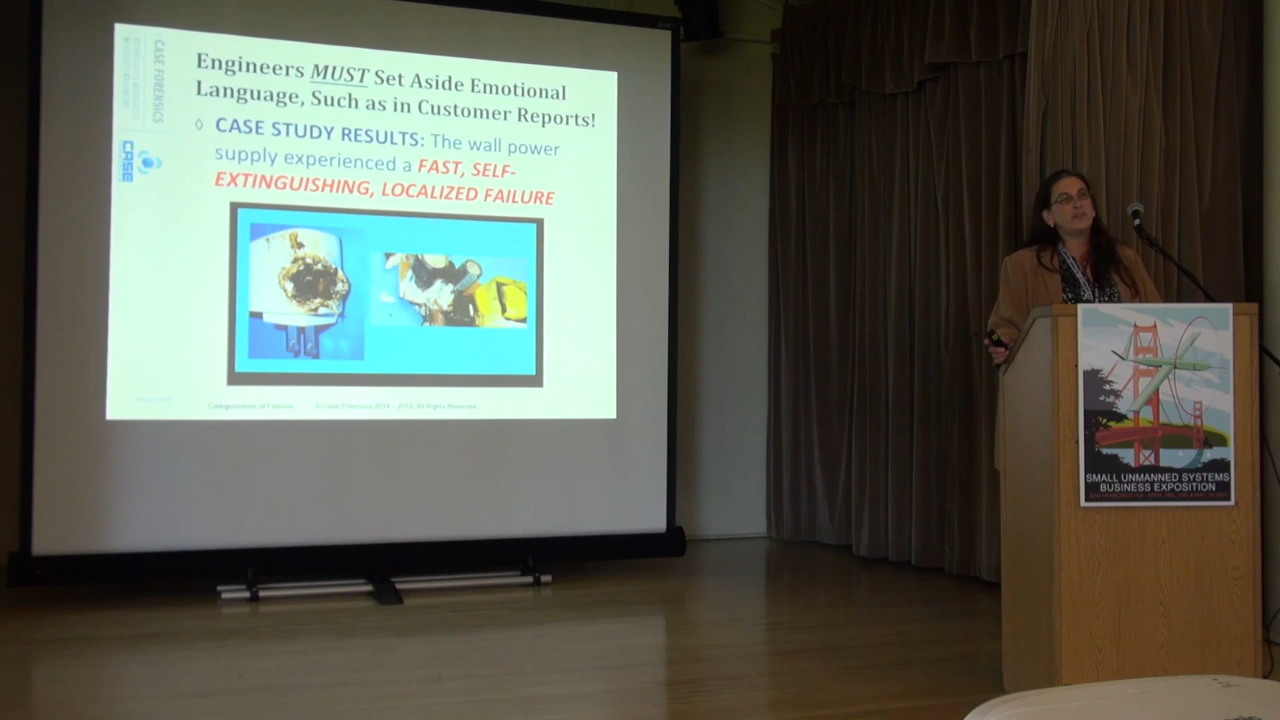 CASE FORENSICS
CASE
Engineers MUST Set Aside Emotional
Language, Such as in Customer Reports!
◊ CASE STUDY RESULTS: The wall power
supply experienced a FAST, SELF-
EXTINGUISHING, LOCALIZED FAILURE
Categorization of Failures © Case Forensics 2014 – 2015, All Rights Reserved
SMALL UNMANNED SYSTEMS
BUSINESS EXPOSITION